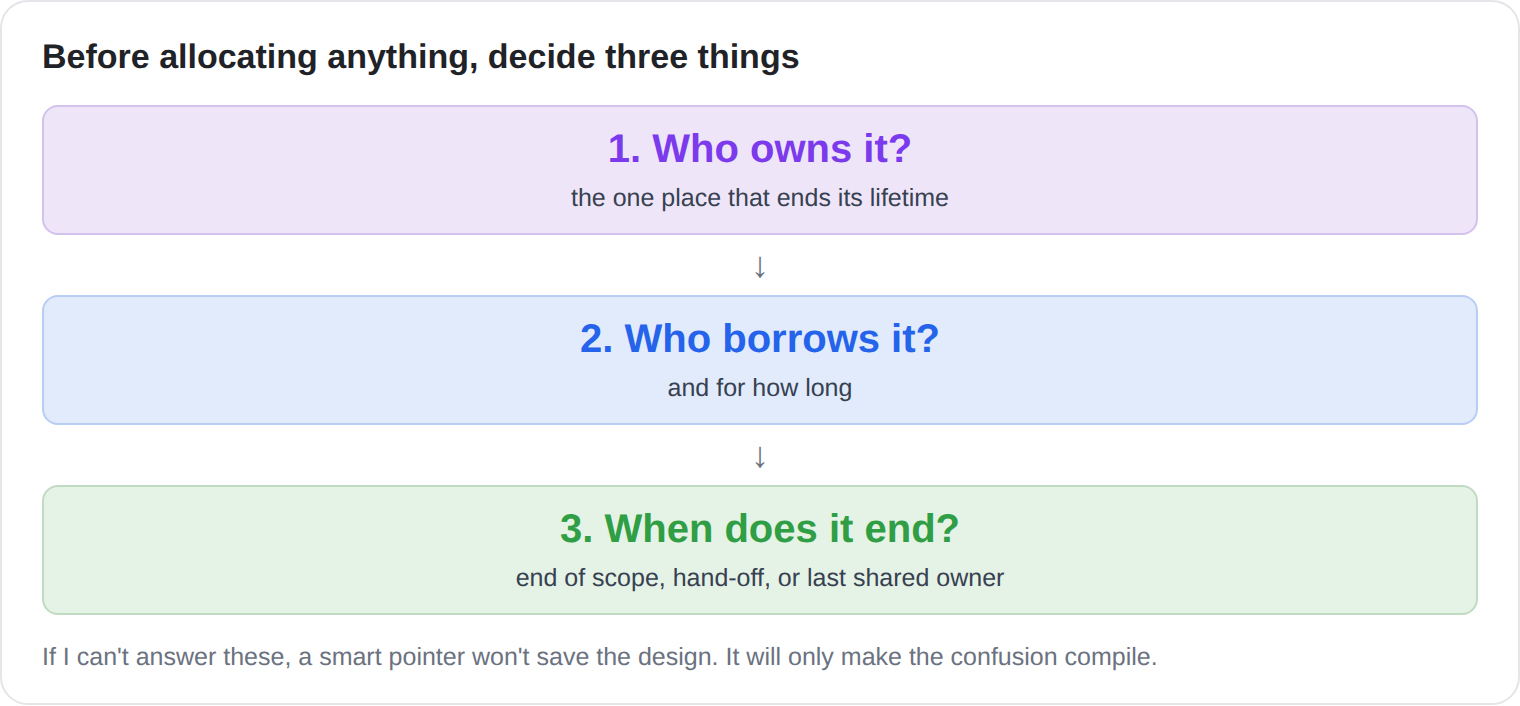 Before allocating anything, decide three things
1. Who owns it?
the one place that ends its lifetime
↓
2. Who borrows it?
and for how long
↓
3. When does it end?
end of scope, hand-off, or last shared owner
If I can't answer these, a smart pointer won't save the design. It will only make the confusion compile.